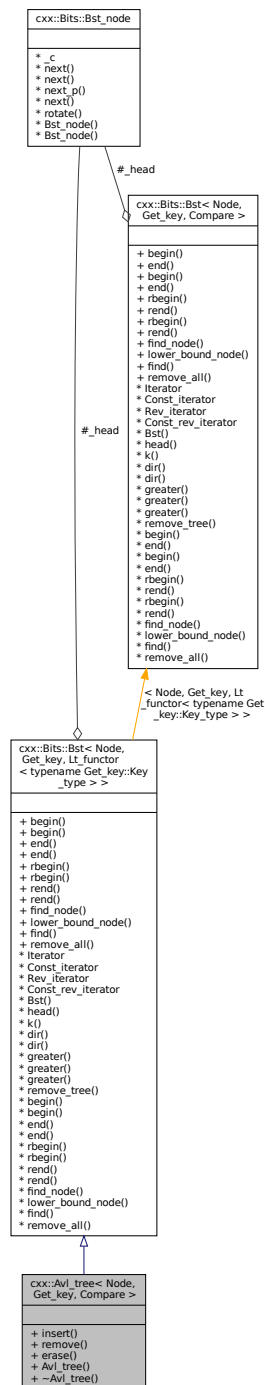 cxx::Bits::Bst_node
* _c
* next()
* next()
* next_p()
* next()
* rotate()
* Bst_node()
* Bst_node()
#_head
cxx::Bits::Bst< Node,
Get_key, Compare >
+ begin()
+ end()
+ begin()
+ end()
+ rbegin()
+ rend()
+ rbegin()
+ rend()
+ find_node()
+ lower_bound_node()
+ find()
+ remove_all()
* Iterator
* Const_iterator
* Rev_iterator
* Const_rev_iterator
* Bst()
* head()
* k()
* dir()
* dir()
* greater()
* greater()
* greater()
* remove_tree()
* begin()
* end()
* begin()
* end()
* rbegin()
* rend()
* rbegin()
* rend()
* find_node()
* lower_bound_node()
* find()
* remove_all()
#_head
< Node, Get_key, Lt
_functor< typename Get
_key::Key_type > >
cxx::Bits::Bst< Node,
Get_key, Lt_functor
< typename Get_key::Key
_type > >
+ begin()
+ begin()
+ end()
+ end()
+ rbegin()
+ rbegin()
+ rend()
+ rend()
+ find_node()
+ lower_bound_node()
+ find()
+ remove_all()
* Iterator
* Const_iterator
* Rev_iterator
* Const_rev_iterator
* Bst()
* head()
* k()
* dir()
* dir()
* greater()
* greater()
* greater()
* remove_tree()
* begin()
* begin()
* end()
* end()
* rbegin()
* rbegin()
* rend()
* rend()
* find_node()
* lower_bound_node()
* find()
* remove_all()
cxx::Avl_tree< Node,
Get_key, Compare >
+ insert()
+ remove()
+ erase()
+ Avl_tree()
+ ~Avl_tree()